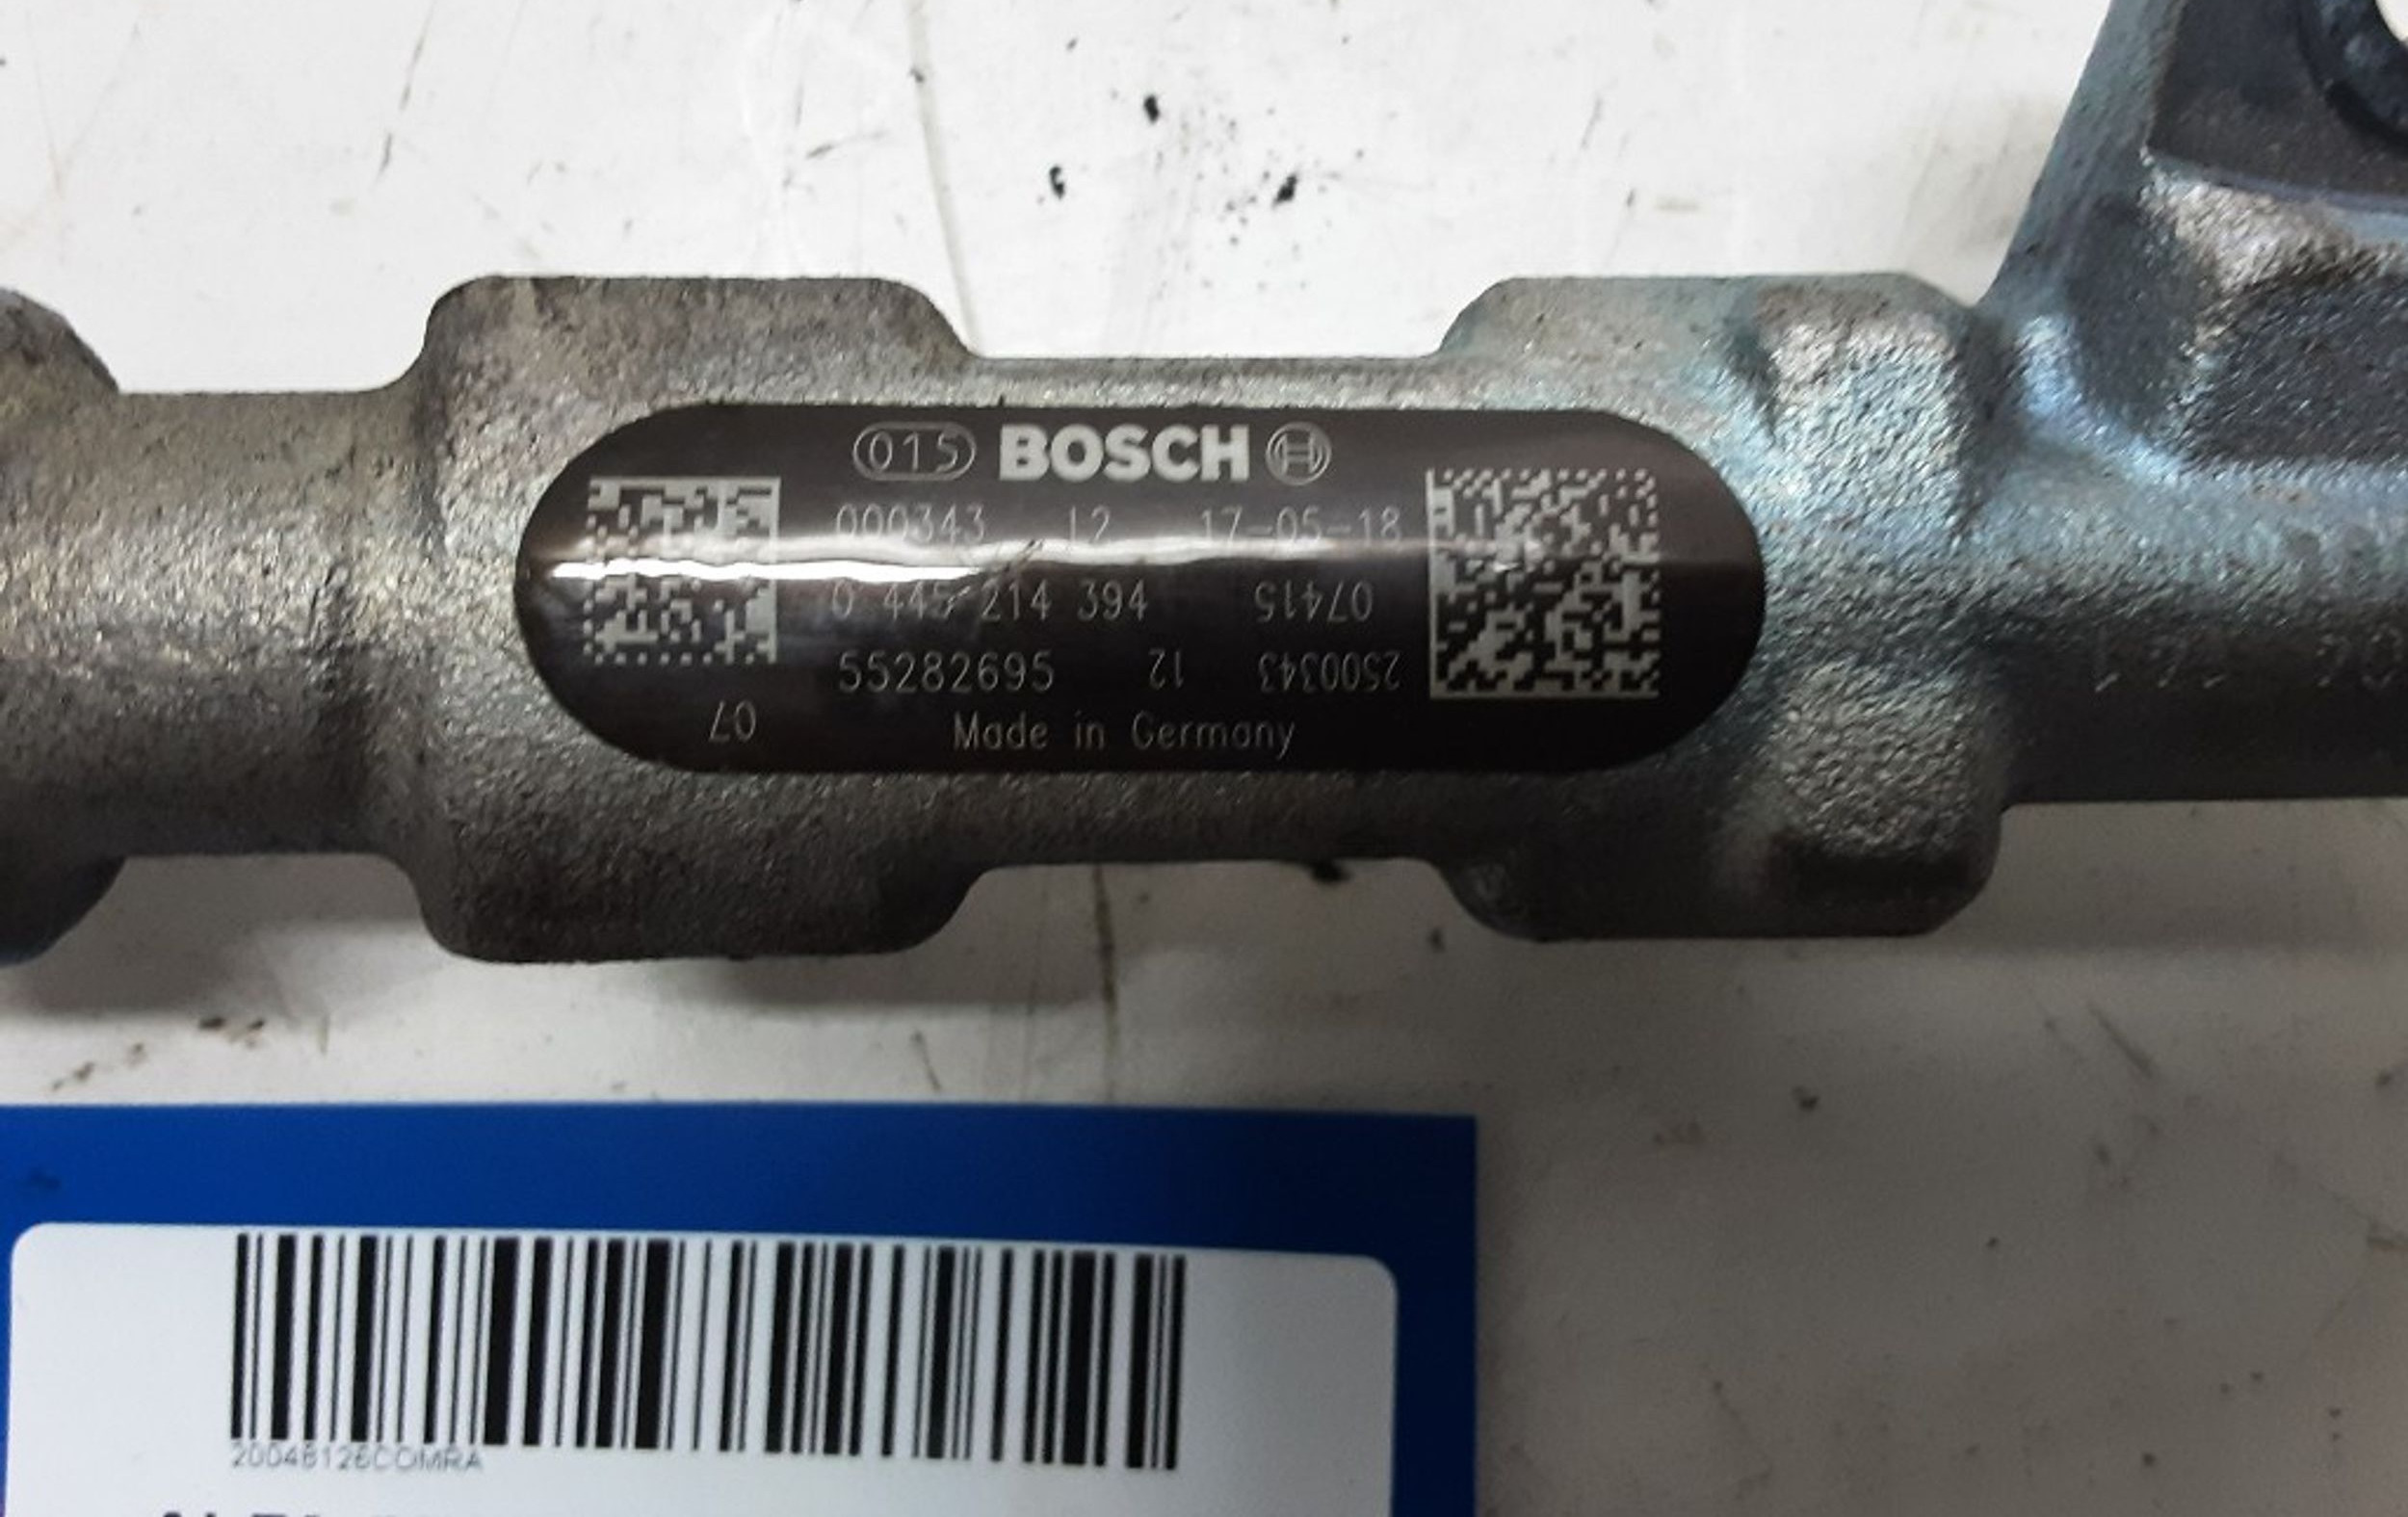 015 BOSCH
000343 12 17-05-18
0 445 214 394 07415
55282695 12 2500343
07
Made in Germany
20048126COMRA